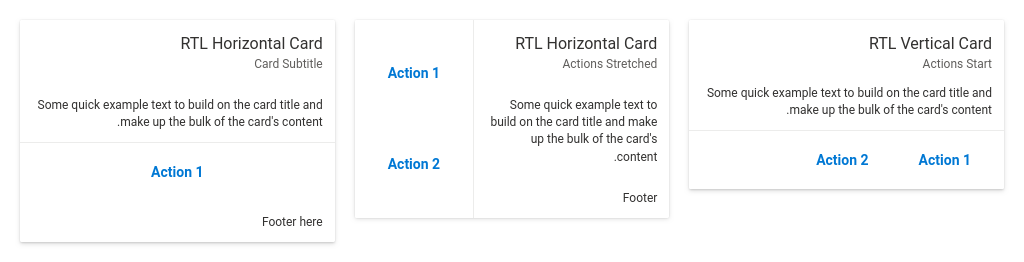 RTL Horizontal Card
Card Subtitle
Some quick example text to build on the card title and
.make up the bulk of the card's content
Action 1
Footer here
RTL Horizontal Card
Actions Stretched
Some quick example text to
build on the card title and make
up the bulk of the card's
.content
Footer
Action 1
Action 2
RTL Vertical Card
Actions Start
Some quick example text to build on the card title and
.make up the bulk of the card's content
Action 2 Action 1